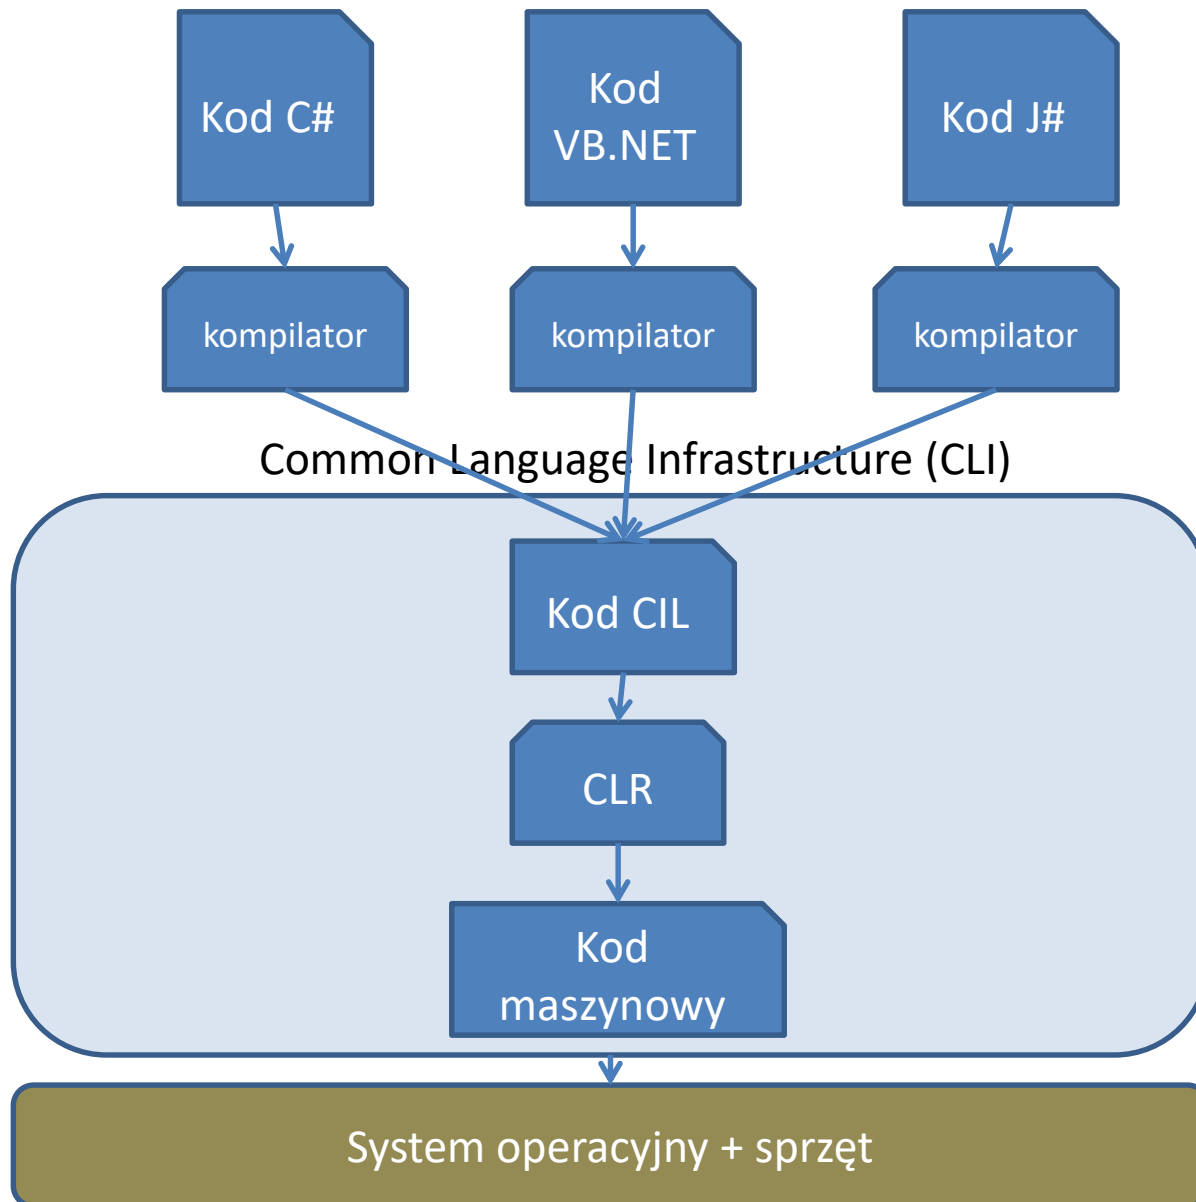 Kod C#
Kod
VB.NET
Kod J#
kompilator
kompilator
kompilator
Common Language Infrastructure (CLI)
Kod CIL
CLR
Kod
maszynowy
System operacyjny + sprzęt